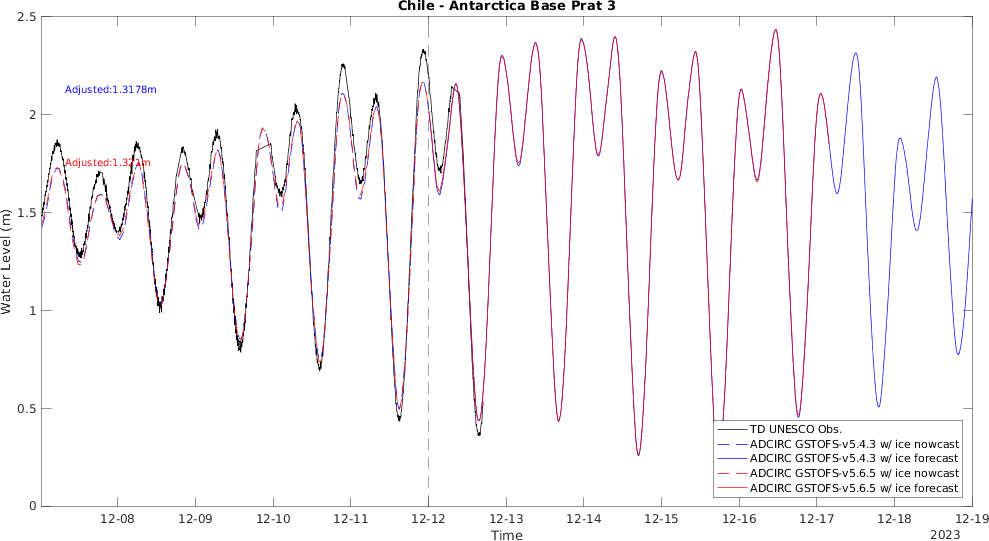 Chile - Antarctica Base Prat 3
2.5
2
1.5
1
0.5
0
Water Level (m)
Adjusted:1.3178m
Adjusted:1.321m
TD UNESCO Obs.
ADCIRC GSTOFS-v5.4.3 w/ ice nowcast
ADCIRC GSTOFS-v5.4.3 w/ ice forecast
ADCIRC GSTOFS-v5.6.5 w/ ice nowcast
ADCIRC GSTOFS-v5.6.5 w/ ice forecast
12-08 12-09 12-10 12-11 12-12 12-13 12-14 12-15 12-16 12-17 12-18 12-19
Time
2023